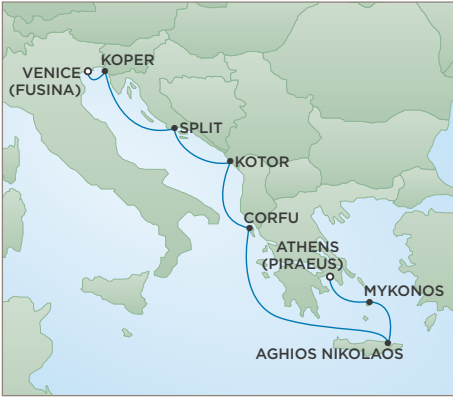 KOPER
VENICE
(FUSINA)
SPLIT
KOTOR
CORFU
ATHENS
(PIRAEUS)
MYKONOS
AGHIOS NIKOLAOS